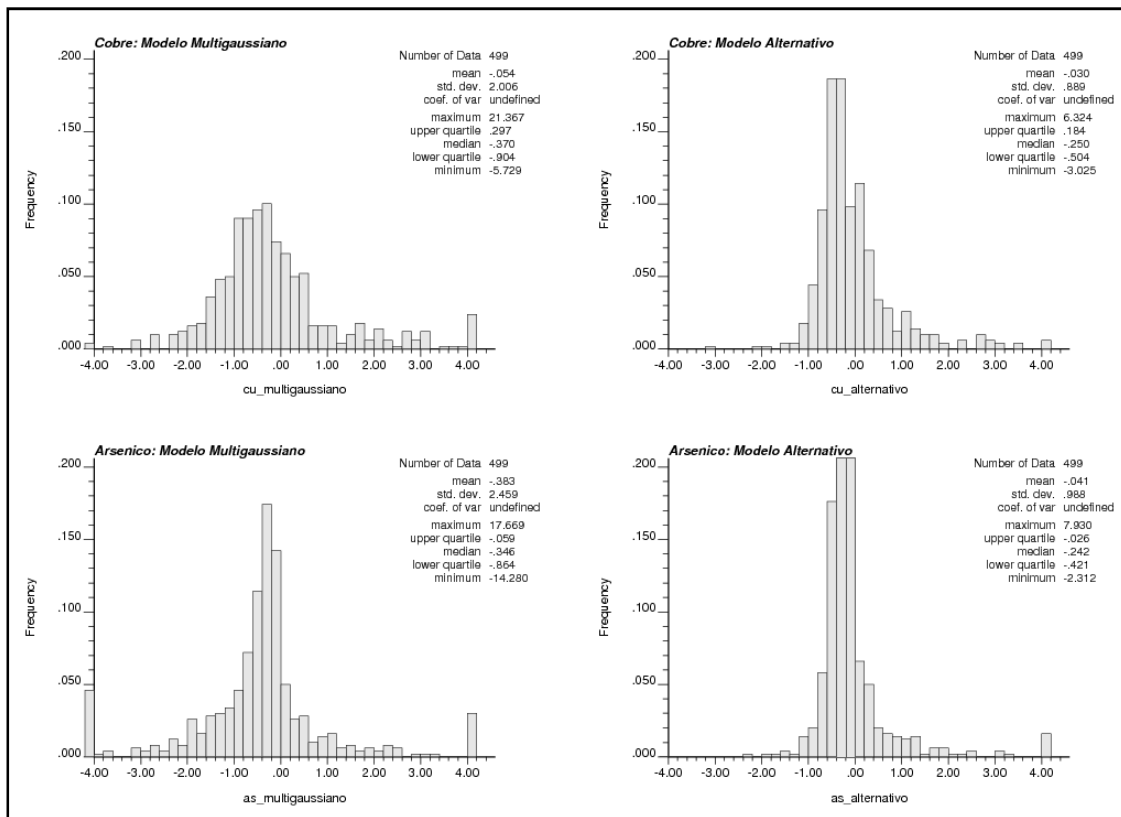 Cobre: Modelo Multigaussiano
Number of Data 499
mean -.054
std. dev. 2.006
coef. of var undefined
maximum 21.367
upper quartile .297
median -.370
lower quartile -.904
minimum -5.729
Frequency
.200
.150
.100
.050
.000
-4.00 -3.00 -2.00 -1.00 .00 1.00 2.00 3.00 4.00
cu_multigaussiano
Cobre: Modelo Alternativo
Number of Data 499
mean -.030
std. dev. .889
coef. of var undefined
maximum 6.324
upper quartile .184
median -.250
lower quartile -.504
minimum -3.025
Frequency
.200
.150
.100
.050
.000
-4.00 -3.00 -2.00 -1.00 .00 1.00 2.00 3.00 4.00
cu_alternativo
Arsenico: Modelo Multigaussiano
Number of Data 499
mean -.383
std. dev. 2.459
coef. of var undefined
maximum 17.669
upper quartile -.059
median -.346
lower quartile -.864
minimum -14.280
Frequency
.200
.150
.100
.050
.000
-4.00 -3.00 -2.00 -1.00 .00 1.00 2.00 3.00 4.00
as_multigaussiano
Arsenico: Modelo Alternativo
Number of Data 499
mean -.041
std. dev. .988
coef. of var undefined
maximum 7.930
upper quartile -.026
median -.242
lower quartile -.421
minimum -2.312
Frequency
.200
.150
.100
.050
.000
-4.00 -3.00 -2.00 -1.00 .00 1.00 2.00 3.00 4.00
as_alternativo